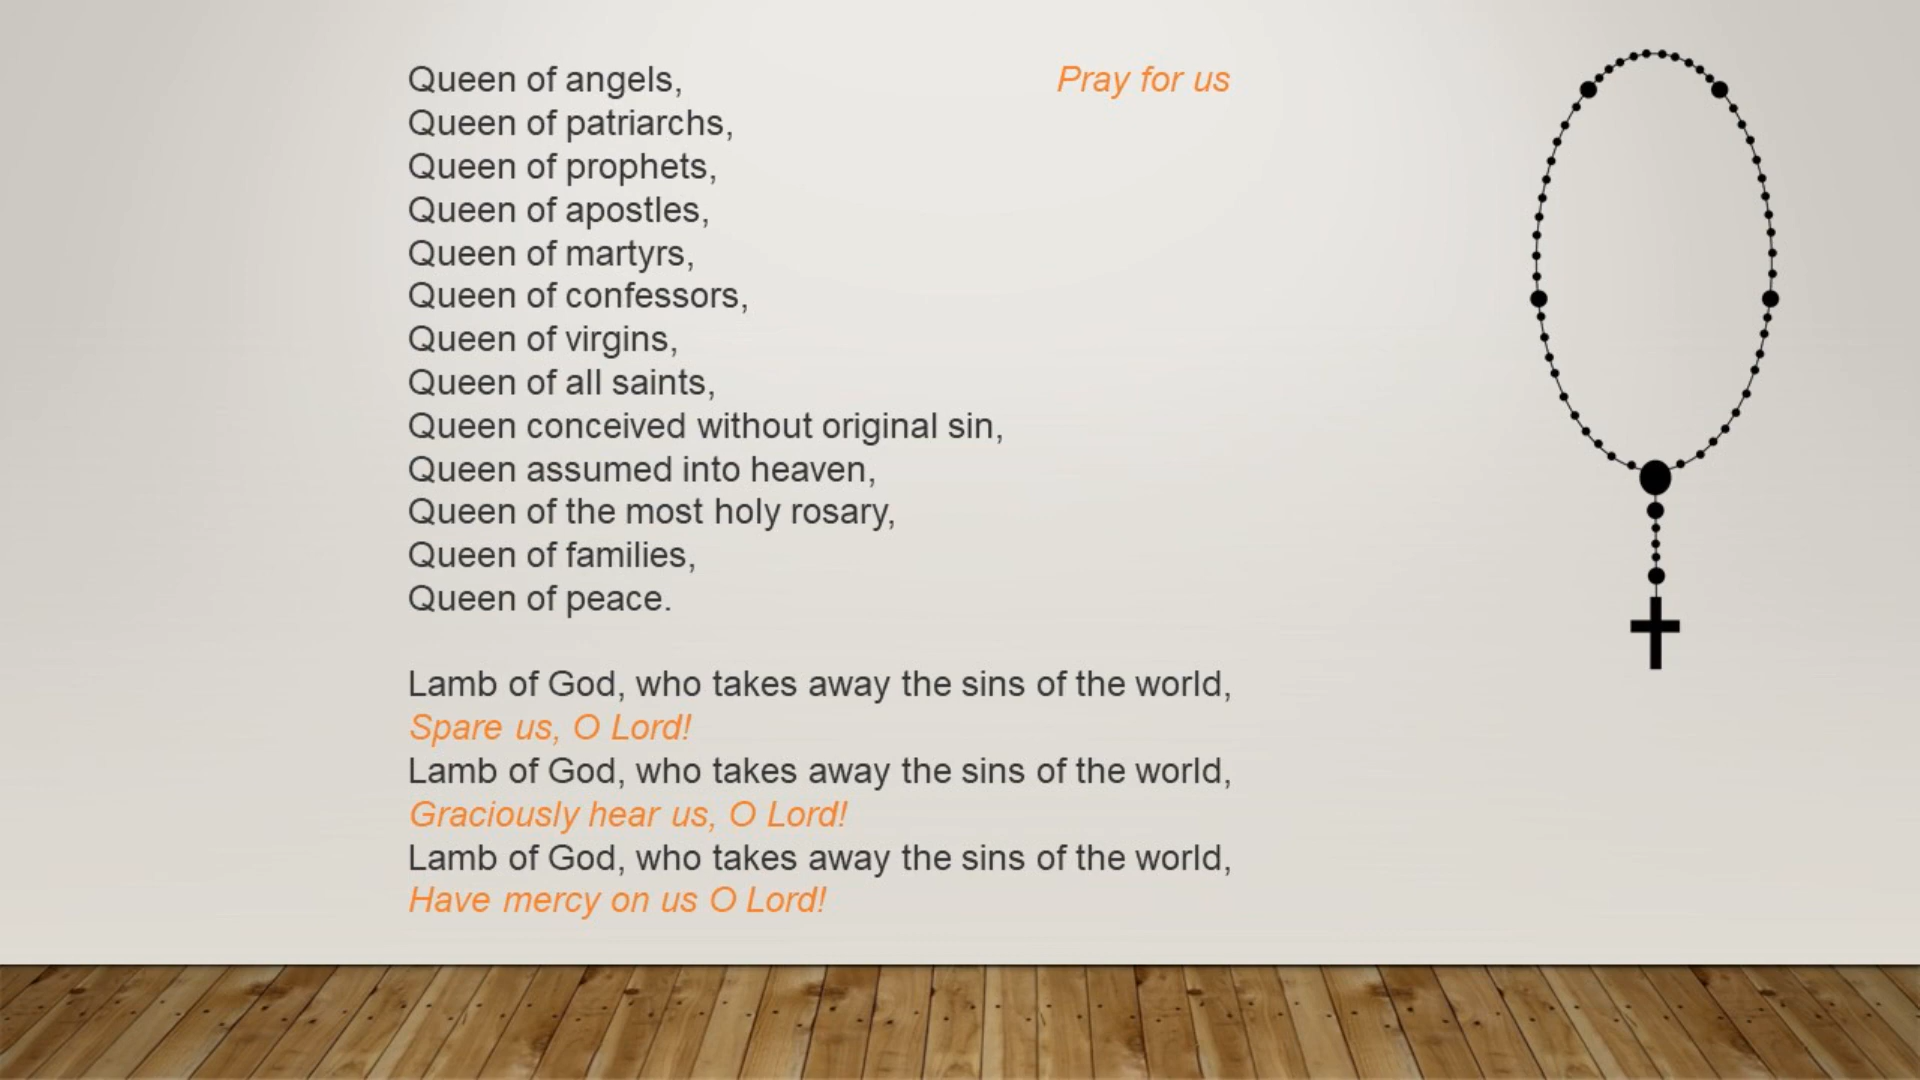 Queen of angels, Pray for us
Queen of patriarchs,
Queen of prophets,
Queen of apostles,
Queen of martyrs,
Queen of confessors,
Queen of virgins,
Queen of all saints,
Queen conceived without original sin,
Queen assumed into heaven,
Queen of the most holy rosary,
Queen of families,
Queen of peace.
Lamb of God, who takes away the sins of the world,
Spare us, O Lord!
Lamb of God, who takes away the sins of the world,
Graciously hear us, O Lord!
Lamb of God, who takes away the sins of the world,
Have mercy on us O Lord!